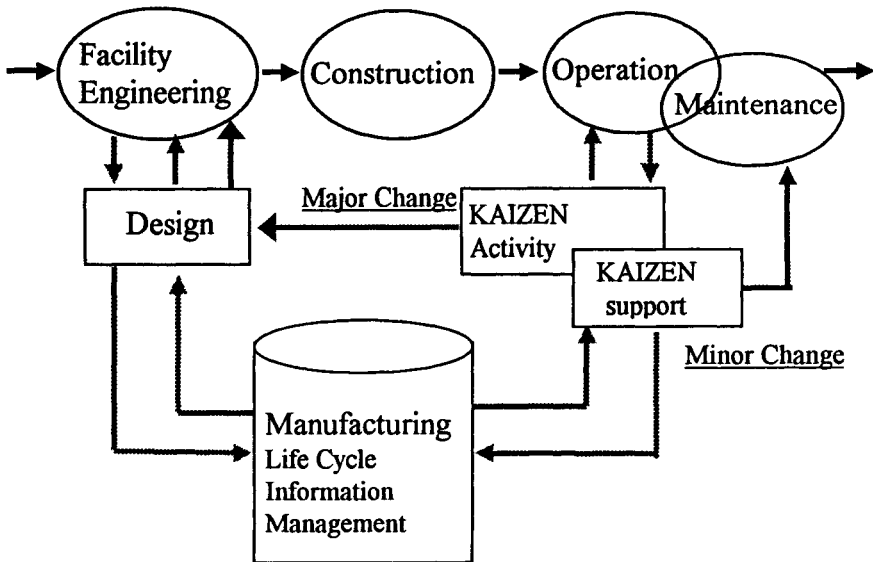 Facility
Engineering
Construction
Operation
Maintenance
Design
Major Change
KAIZEN
Activity
KAIZEN
support
Minor Change
Manufacturing
Life Cycle
Information
Management